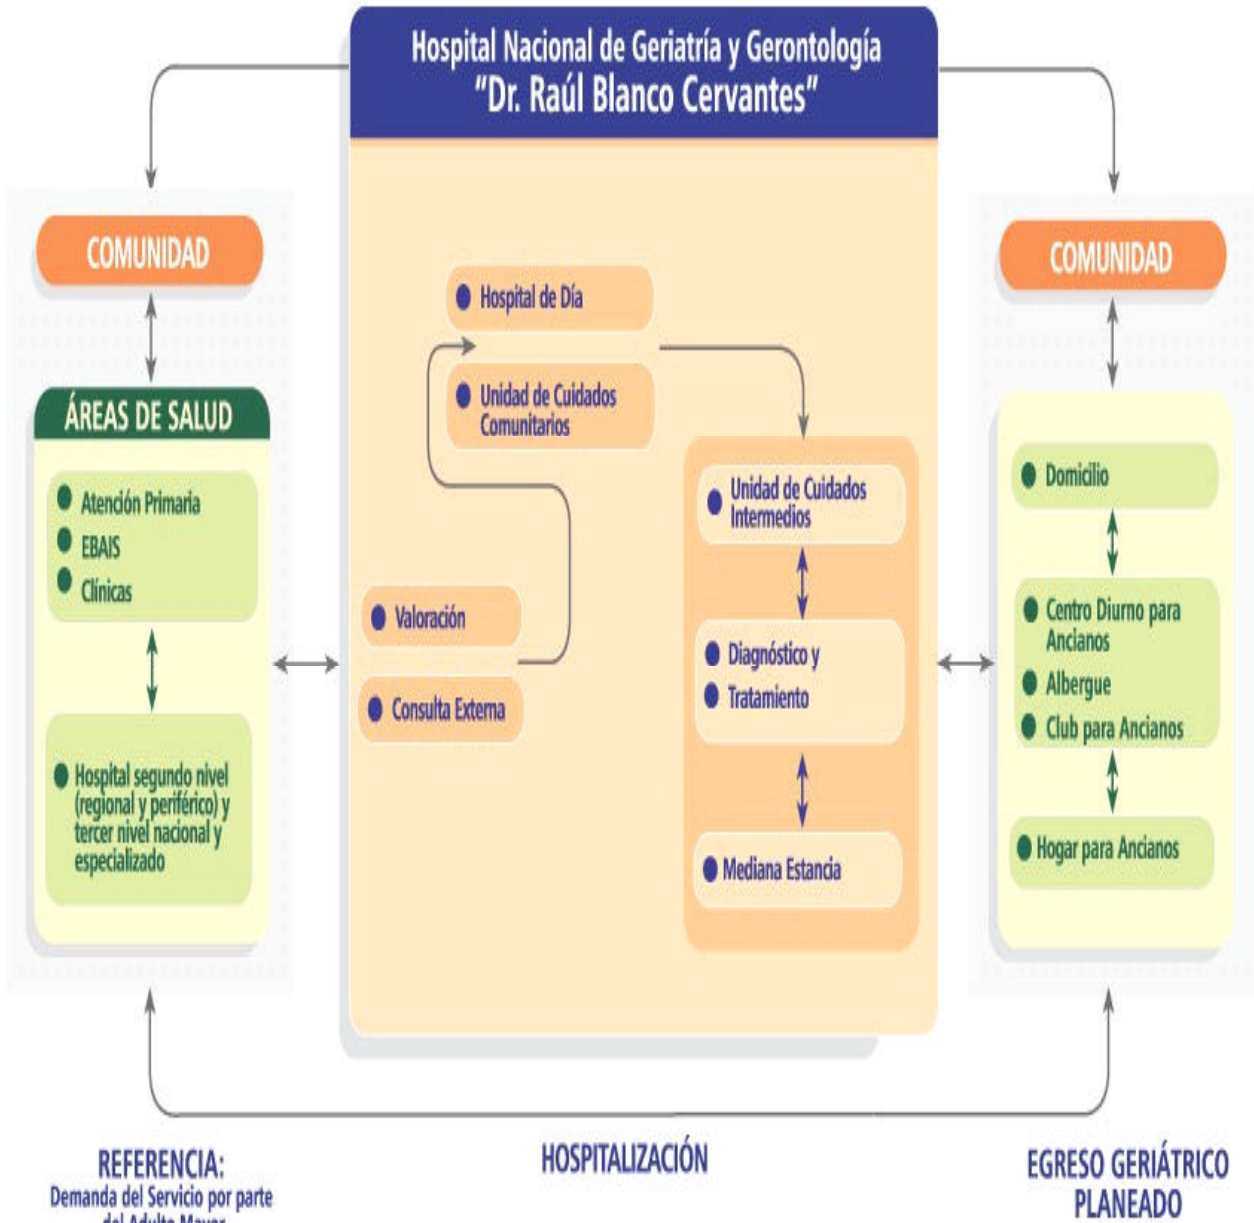 Hospital Nacional de Geriatría y Gerontología
“Dr. Raúl Blanco Cervantes”
COMUNIDAD
ÁREAS DE SALUD
Atención Primaria
EBAIS
Clínicas
Hospital segundo nivel
(regional y periférico) y
tercer nivel nacional y
especializado
Hospital de Día
Unidad de Cuidados
Comunitarios
Valoración
Consulta Externa
Unidad de Cuidados
Intermedios
Diagnóstico y
Tratamiento
Mediana Estancia
COMUNIDAD
Domicilio
Centro Diurno para
Ancianos
Albergue
Club para Ancianos
Hogar para Ancianos
REFERENCIA:
Demanda del Servicio por parte
del Adulto Mayor
HOSPITALIZACIÓN
EGRESO GERIÁTRICO
PLANEADO